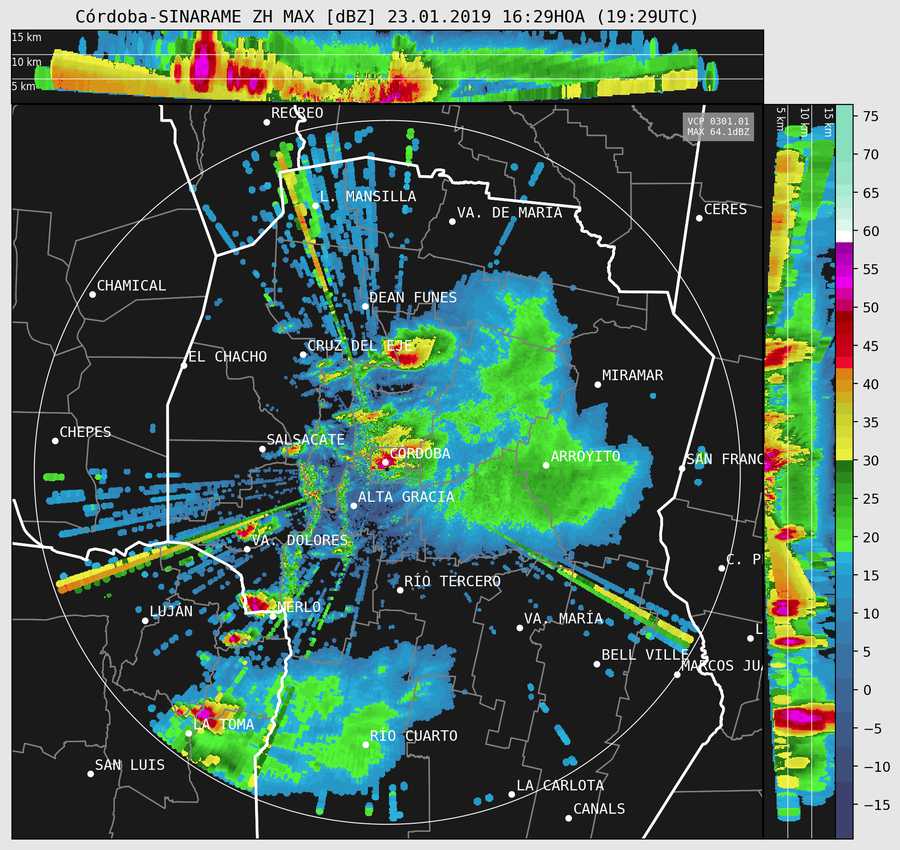 Córdoba-SINARAME ZH MAX [dBZ] 23.01.2019 16:29HOA (19:29UTC)
15 km
10 km
5 km
RECREO
VCP 0301.01
MAX 64.1dBZ
5 km
10 km
15 km
L. MANSILLA
VA. DE MARIA
CERES
CHAMICAL
DEAN FUNES
CRUZ DEL EJE
EL CHACHO
MIRAMAR
CHEPES
SALSACATE
CÓRDOBA
ARROYITO
SAN FRANC
ALTA GRACIA
VA. DOLORES
C. P
RÍO TERCERO
LUJÁN
MERLO
VA. MARÍA
L
BELL VILLE
MARCOS JUA
LA TOMA
RÍO CUARTO
SAN LUIS
LA CARLOTA
CANALS
75
70
65
60
55
50
45
40
35
30
25
20
15
10
5
0
−5
−10
−15